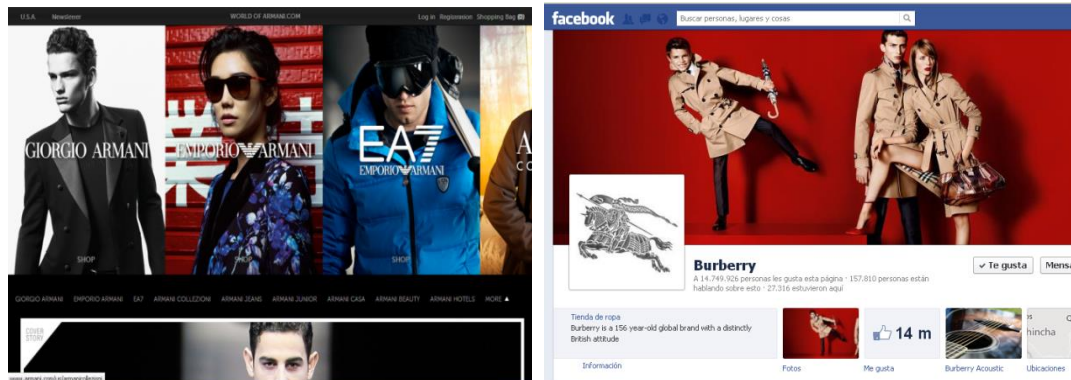 U.S.A. Newsletter WORLD OF ARMANI.COM Log in Registration Shopping Bag
GIORGIO ARMANI
EMPORIO ARMANI
EA7
EMPORIO ARMANI
A
CO
SHOP
SHOP
SHOP
GIORGIO ARMANI EMPORIO ARMANI EA7 ARMANI COLLEZIONI ARMANI JEANS ARMANI JUNIOR ARMANI CASA ARMANI BEAUTY ARMANI HOTELS MORE
COVER
STORY
facebook Buscar personas, lugares y cosas
Burberry
A 14.749.926 personas les gusta esta página · 157.810 personas están
hablando sobre esto · 27.316 estuvieron aquí
Te gusta Mensa
Tienda de ropa
Burberry is a 156 year-old global brand with a distinctly
British attitude
Información
14 m
hincha
Fotos Me gusta Burberry Acoustic Ubicaciones